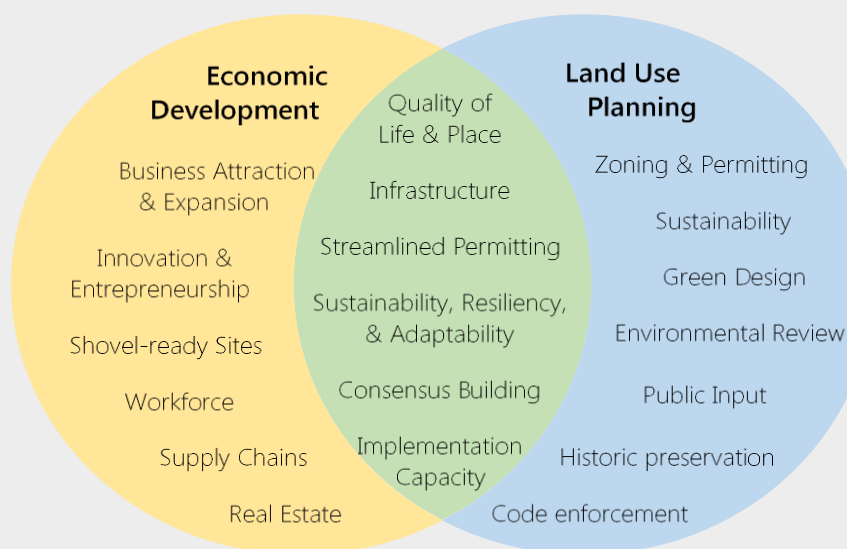 Economic
Development
Business Attraction
& Expansion
Innovation &
Entrepreneurship
Shovel-ready Sites
Workforce
Supply Chains
Real Estate
Quality of
Life & Place
Infrastructure
Streamlined Permitting
Sustainability, Resiliency,
& Adaptability
Consensus Building
Implementation
Capacity
Land Use
Planning
Zoning & Permitting
Sustainability
Green Design
Environmental Review
Public Input
Historic preservation
Code enforcement